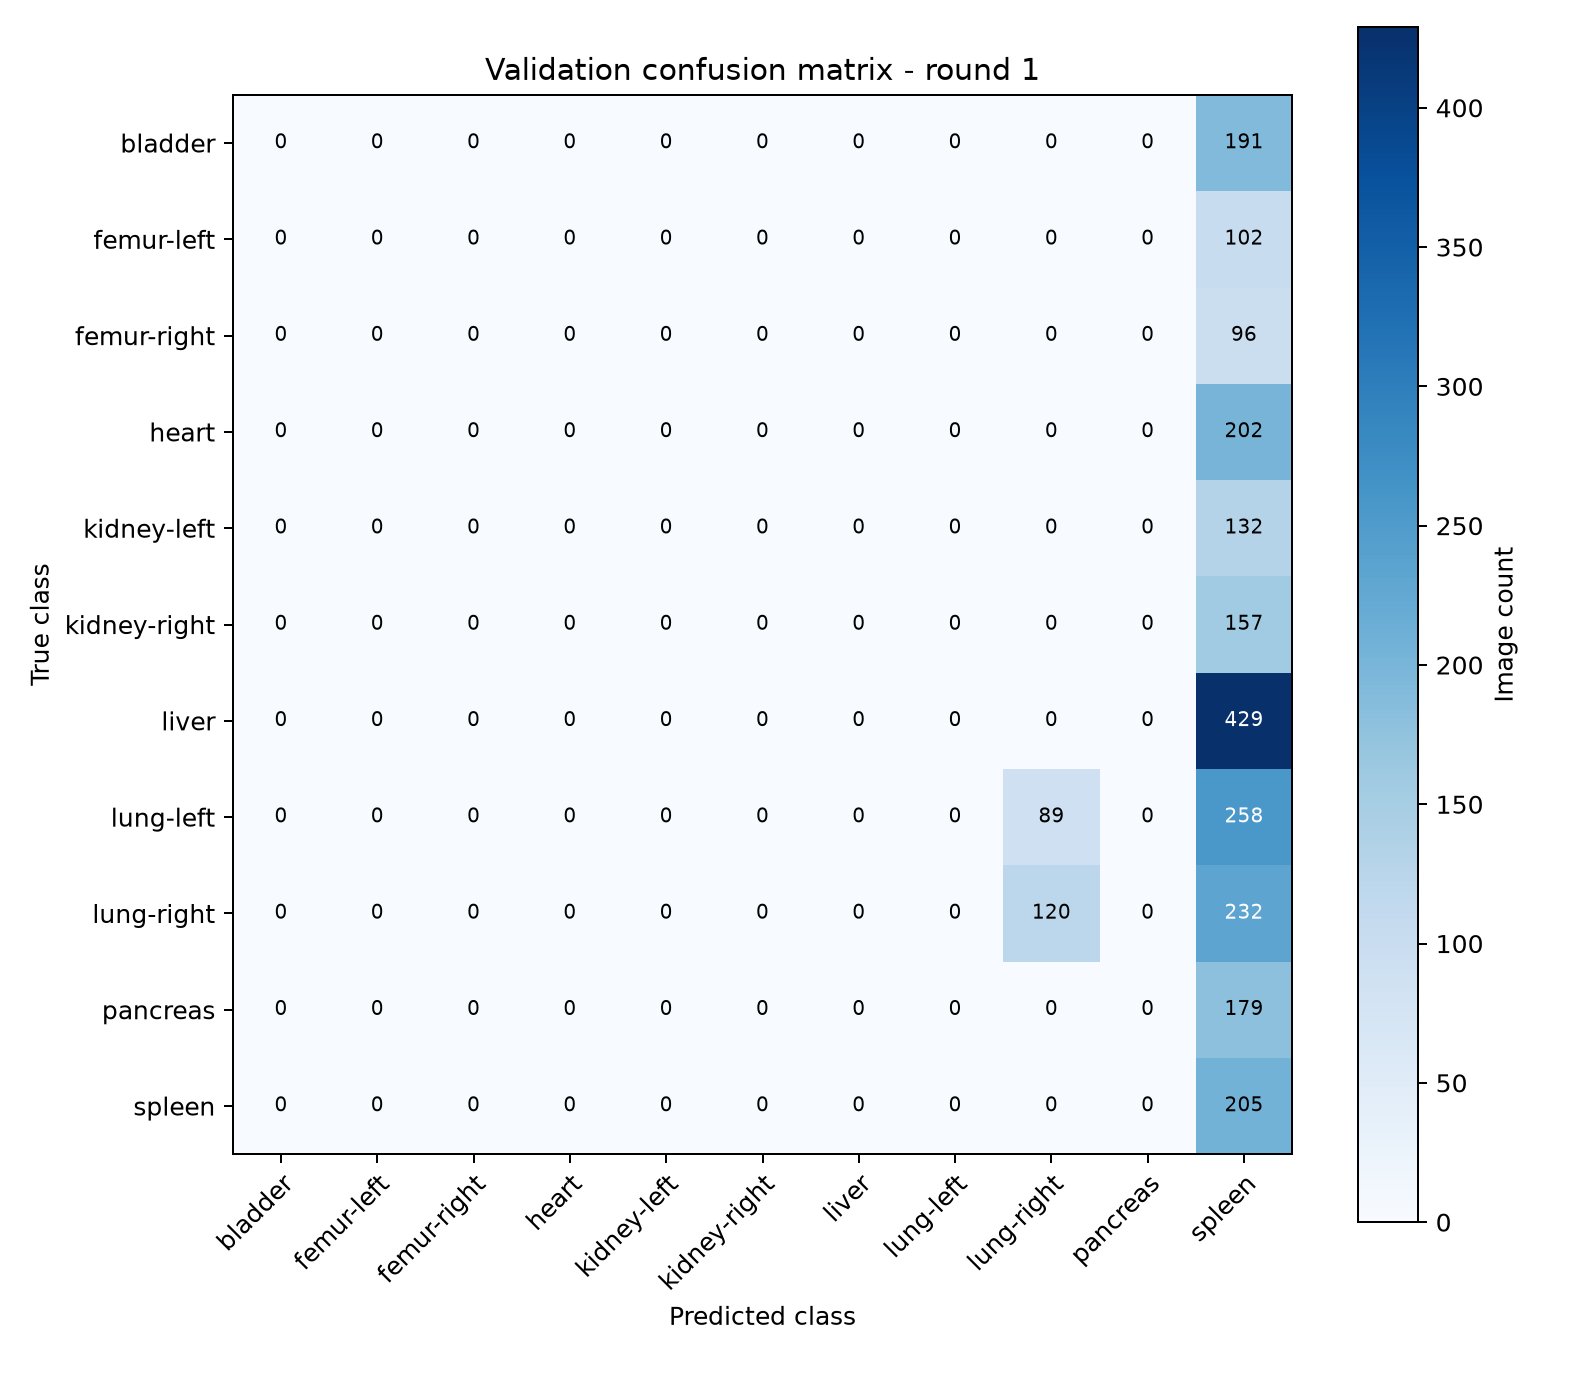 Validation confusion matrix - round 1
bladder 0 0 0 0 0 0 0 0 0 0 191
femur-left 0 0 0 0 0 0 0 0 0 0 102
femur-right 0 0 0 0 0 0 0 0 0 0 96
heart 0 0 0 0 0 0 0 0 0 0 202
kidney-left 0 0 0 0 0 0 0 0 0 0 132
kidney-right 0 0 0 0 0 0 0 0 0 0 157
liver 0 0 0 0 0 0 0 0 0 0 429
lung-left 0 0 0 0 0 0 0 0 89 0 258
lung-right 0 0 0 0 0 0 0 0 120 0 232
pancreas 0 0 0 0 0 0 0 0 0 0 179
spleen 0 0 0 0 0 0 0 0 0 0 205
True class
bladder femur-left femur-right heart kidney-left kidney-right liver lung-left lung-right pancreas spleen
Predicted class
400
350
300
250
200
150
100
50
0
Image count